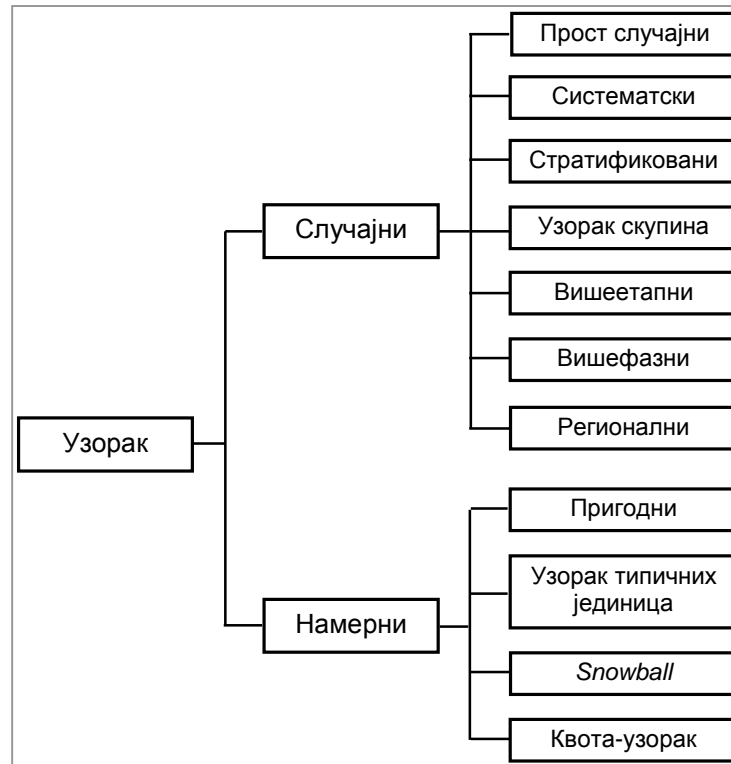 Прост случајни
Систематски
Стратификовани
Случајни
Узорак скупина
Вишеетапни
Вишефазни
Регионални
Узорак
Пригодни
Узорак типичних
јединица
Намерни
Snowball
Квота-узорак